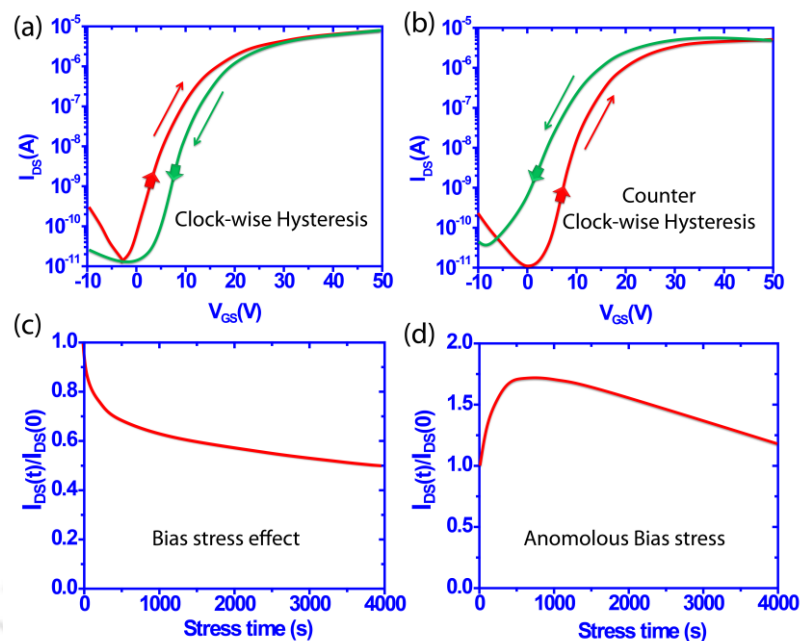 (a)
10⁻⁵
10⁻⁶
10⁻⁷
10⁻⁸
10⁻⁹
10⁻¹⁰
10⁻¹¹
I_DS(A)
Clock-wise Hysteresis
-10 0 10 20 30 40 50
V_GS(V)
(b)
10⁻⁵
10⁻⁶
10⁻⁷
10⁻⁸
10⁻⁹
10⁻¹⁰
10⁻¹¹
I_DS(A)
Counter
Clock-wise Hysteresis
-10 0 10 20 30 40 50
V_GS(V)
(c)
1.0
0.8
0.6
0.4
0.2
0.0
I_DS(t)/I_DS(0)
Bias stress effect
0 1000 2000 3000 4000
Stress time (s)
(d)
2.0
1.5
1.0
0.5
0.0
I_DS(t)/I_DS(0)
Anomolous Bias stress
0 1000 2000 3000 4000
Stress time (s)